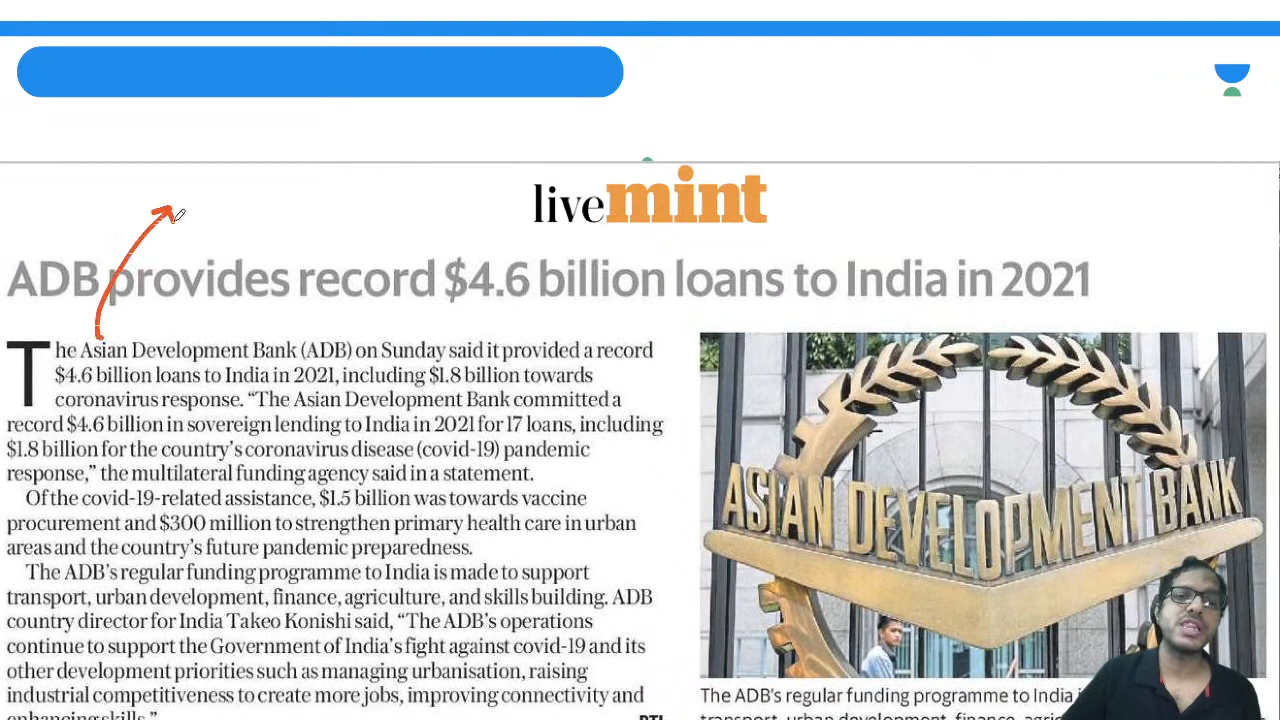 livemint
ADB provides record $4.6 billion loans to India in 2021
The Asian Development Bank (ADB) on Sunday said it provided a record
$4.6 billion loans to India in 2021, including $1.8 billion towards
coronavirus response. “The Asian Development Bank committed a
record $4.6 billion in sovereign lending to India in 2021 for 17 loans, including
$1.8 billion for the country’s coronavirus disease (covid-19) pandemic
response,” the multilateral funding agency said in a statement.
Of the covid-19-related assistance, $1.5 billion was towards vaccine
procurement and $300 million to strengthen primary health care in urban
areas and the country’s future pandemic preparedness.
The ADB’s regular funding programme to India is made to support
transport, urban development, finance, agriculture, and skills building. ADB
country director for India Takeo Konishi said, “The ADB’s operations
continue to support the Government of India’s fight against covid-19 and its
other development priorities such as managing urbanisation, raising
industrial competitiveness to create more jobs, improving connectivity and
enhancing skills.”
PTI
ASIAN DEVELOPMENT BANK
The ADB’s regular funding programme to India
transport, urban development, finance,